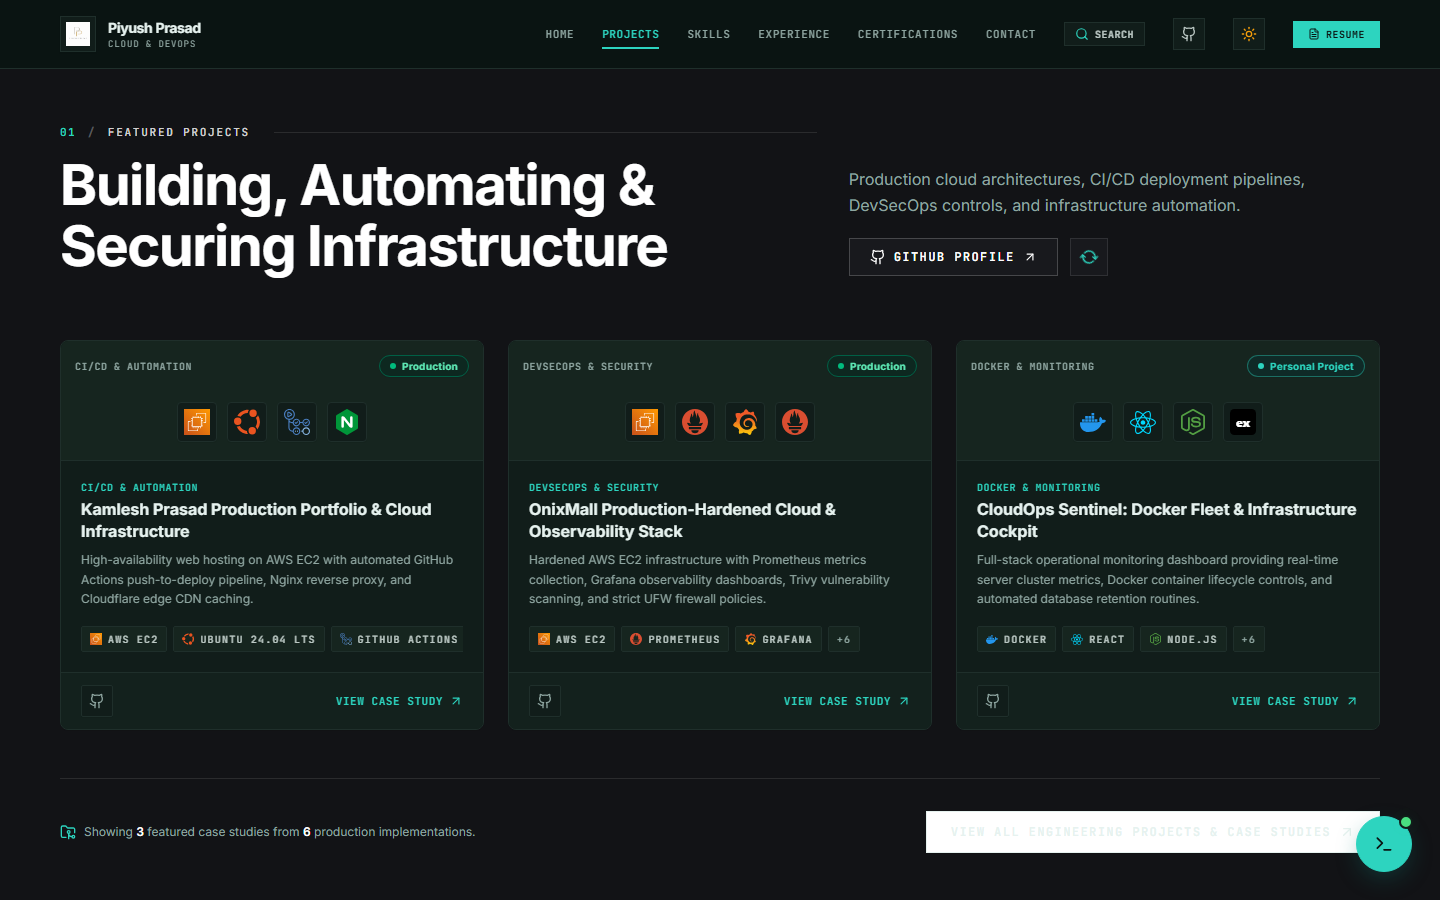 Piyush Prasad
CLOUD & DEVOPS
HOME
PROJECTS
SKILLS
EXPERIENCE
CERTIFICATIONS
CONTACT
SEARCH
RESUME
01 / FEATURED PROJECTS
Building, Automating &
Securing Infrastructure
Production cloud architectures, CI/CD deployment pipelines,
DevSecOps controls, and infrastructure automation.
GITHUB PROFILE
CI/CD & AUTOMATION
Production
N
CI/CD & AUTOMATION
Kamlesh Prasad Production Portfolio & Cloud
Infrastructure
High-availability web hosting on AWS EC2 with automated GitHub
Actions push-to-deploy pipeline, Nginx reverse proxy, and
Cloudflare edge CDN caching.
AWS EC2
UBUNTU 24.04 LTS
GITHUB ACTIONS
VIEW CASE STUDY
DEVSECOPS & SECURITY
Production
DEVSECOPS & SECURITY
OnixMall Production-Hardened Cloud &
Observability Stack
Hardened AWS EC2 infrastructure with Prometheus metrics
collection, Grafana observability dashboards, Trivy vulnerability
scanning, and strict UFW firewall policies.
AWS EC2
PROMETHEUS
GRAFANA
+6
VIEW CASE STUDY
DOCKER & MONITORING
Personal Project
JS
ex
DOCKER & MONITORING
CloudOps Sentinel: Docker Fleet & Infrastructure
Cockpit
Full-stack operational monitoring dashboard providing real-time
server cluster metrics, Docker container lifecycle controls, and
automated database retention routines.
DOCKER
REACT
NODE.JS
+6
VIEW CASE STUDY
Showing 3 featured case studies from 6 production implementations.
VIEW ALL ENGINEERING PROJECTS & CASE STUDIES